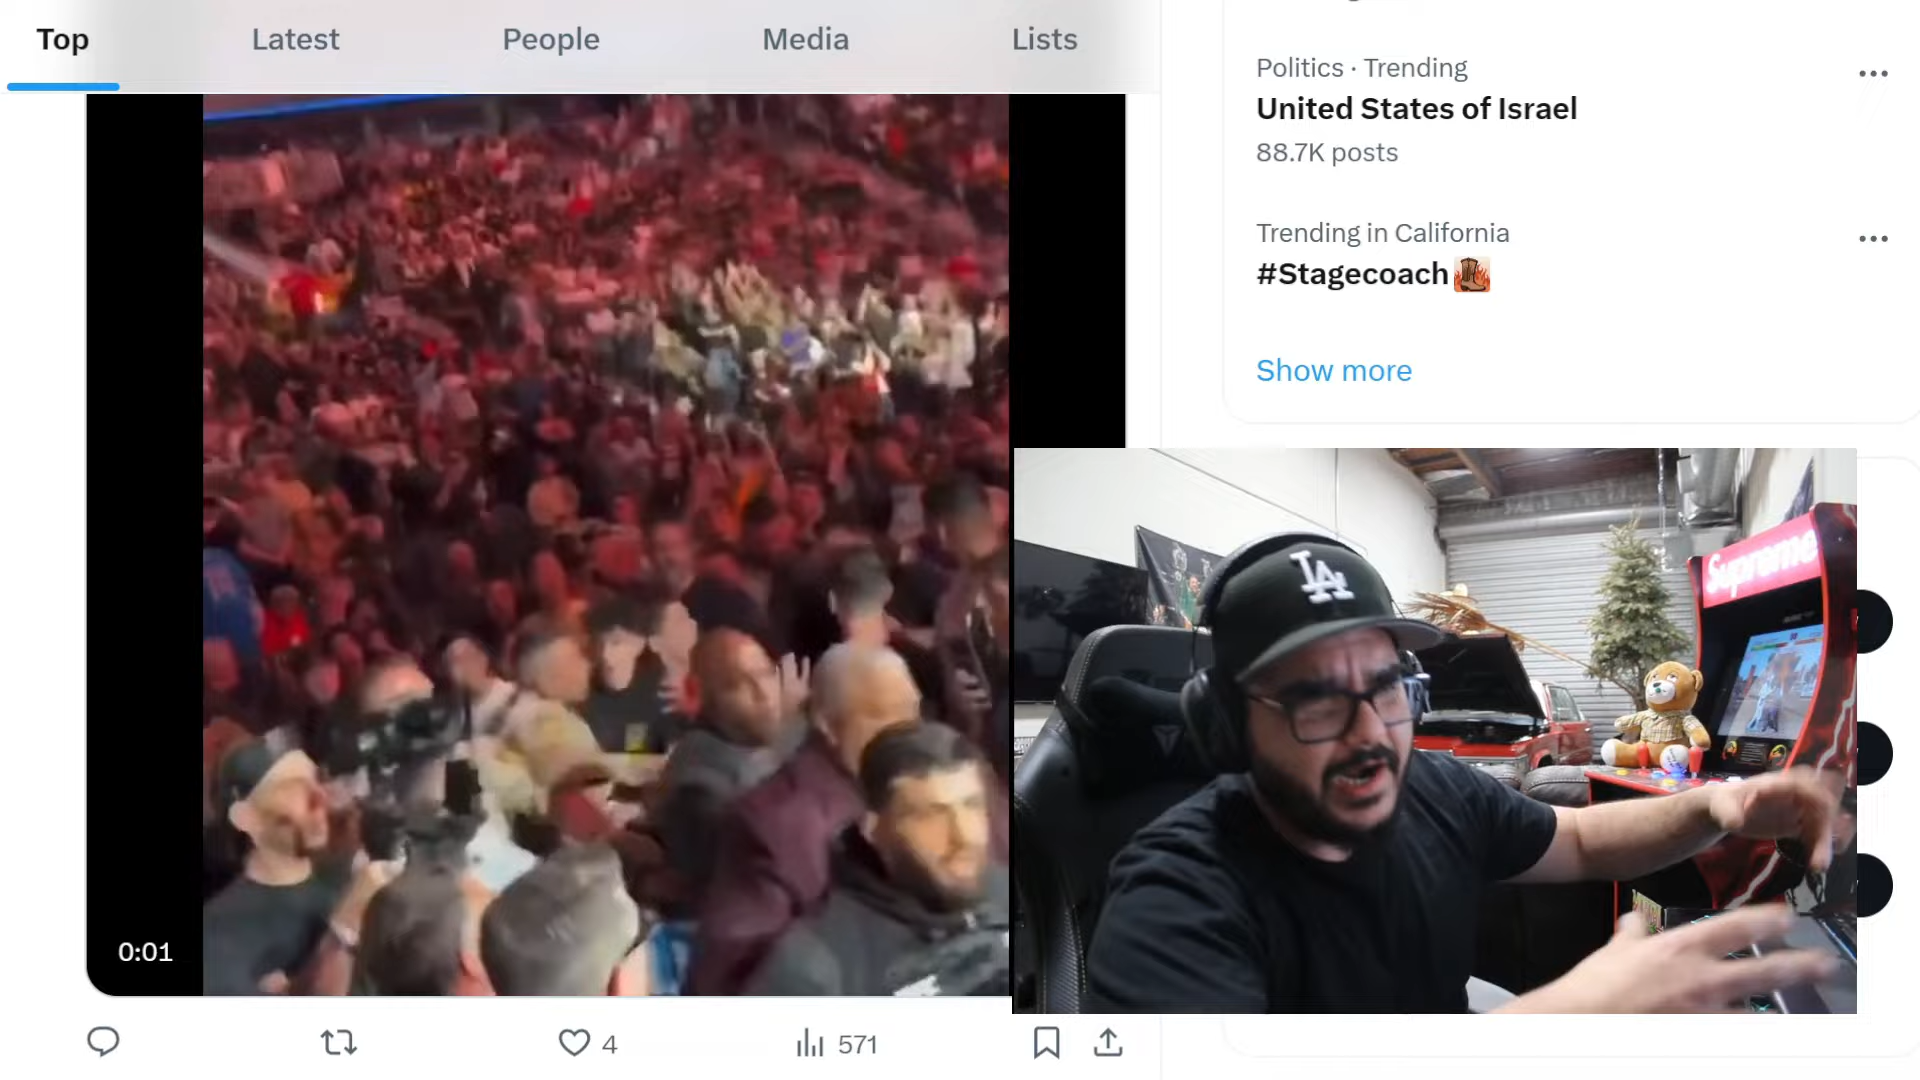 Top
Latest
People
Media
Lists
Politics · Trending
United States of Israel
88.7K posts
Trending in California
#Stagecoach
Show more
LA
Supreme
0:01
4
571